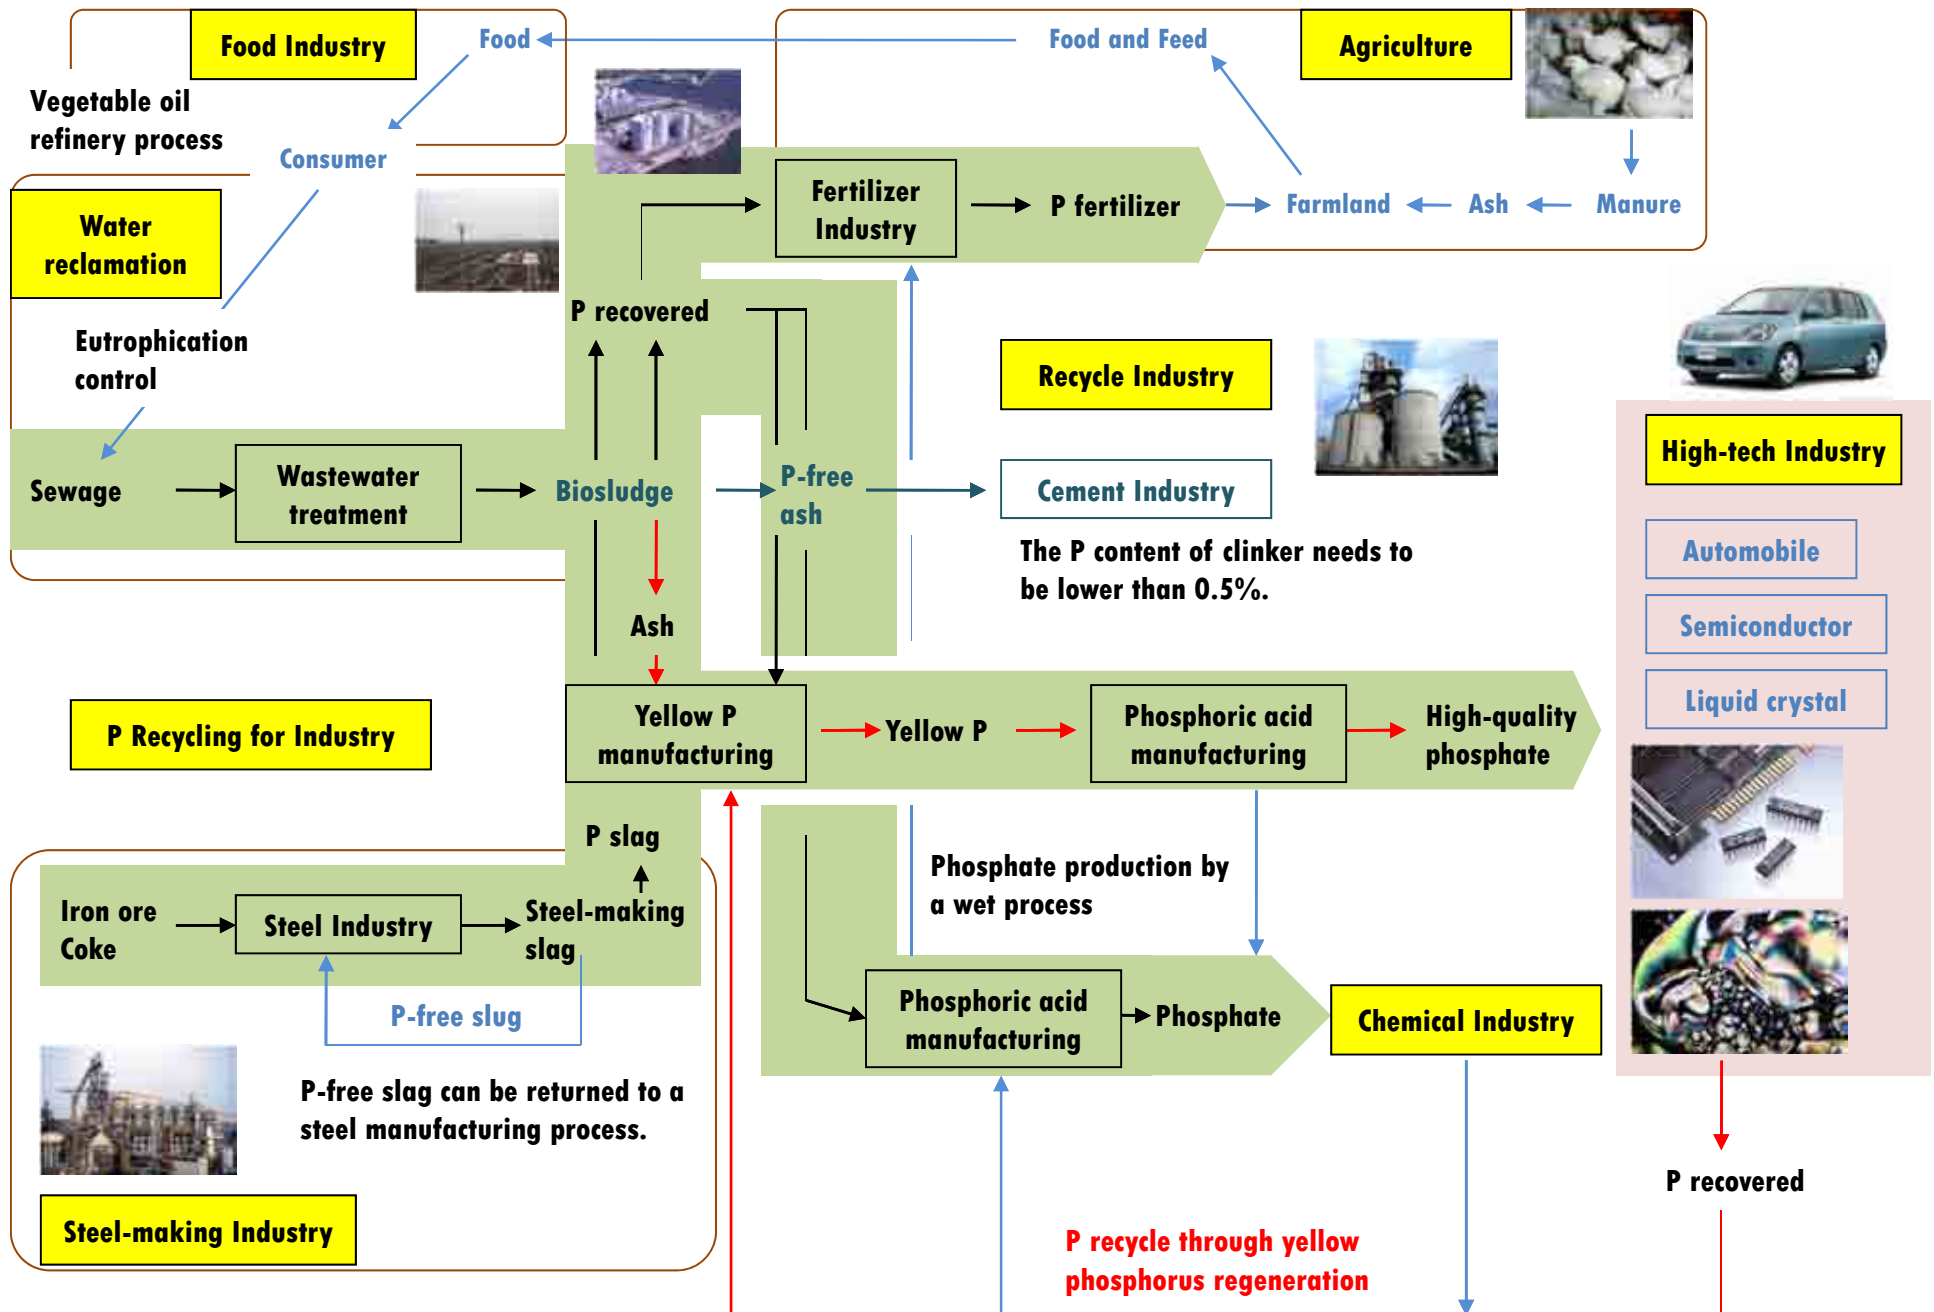 Food Industry
Food
Food and Feed
Agriculture
Vegetable oil
refinery process
Consumer
Water
reclamation
Fertilizer
Industry
P fertilizer
Farmland
Ash
Manure
P recovered
Eutrophication
control
Recycle Industry
High-tech Industry
Sewage
Wastewater
treatment
Biosludge
P-free
ash
Cement Industry
The P content of clinker needs to
be lower than 0.5%.
Automobile
Semiconductor
Liquid crystal
Ash
P Recycling for Industry
Yellow P
manufacturing
Yellow P
Phosphoric acid
manufacturing
High-quality
phosphate
P slag
Phosphate production by
a wet process
Iron ore
Coke
Steel Industry
Steel-making
slag
P-free slug
Phosphoric acid
manufacturing
Phosphate
Chemical Industry
P-free slag can be returned to a
steel manufacturing process.
P recovered
Steel-making Industry
P recycle through yellow
phosphorus regeneration